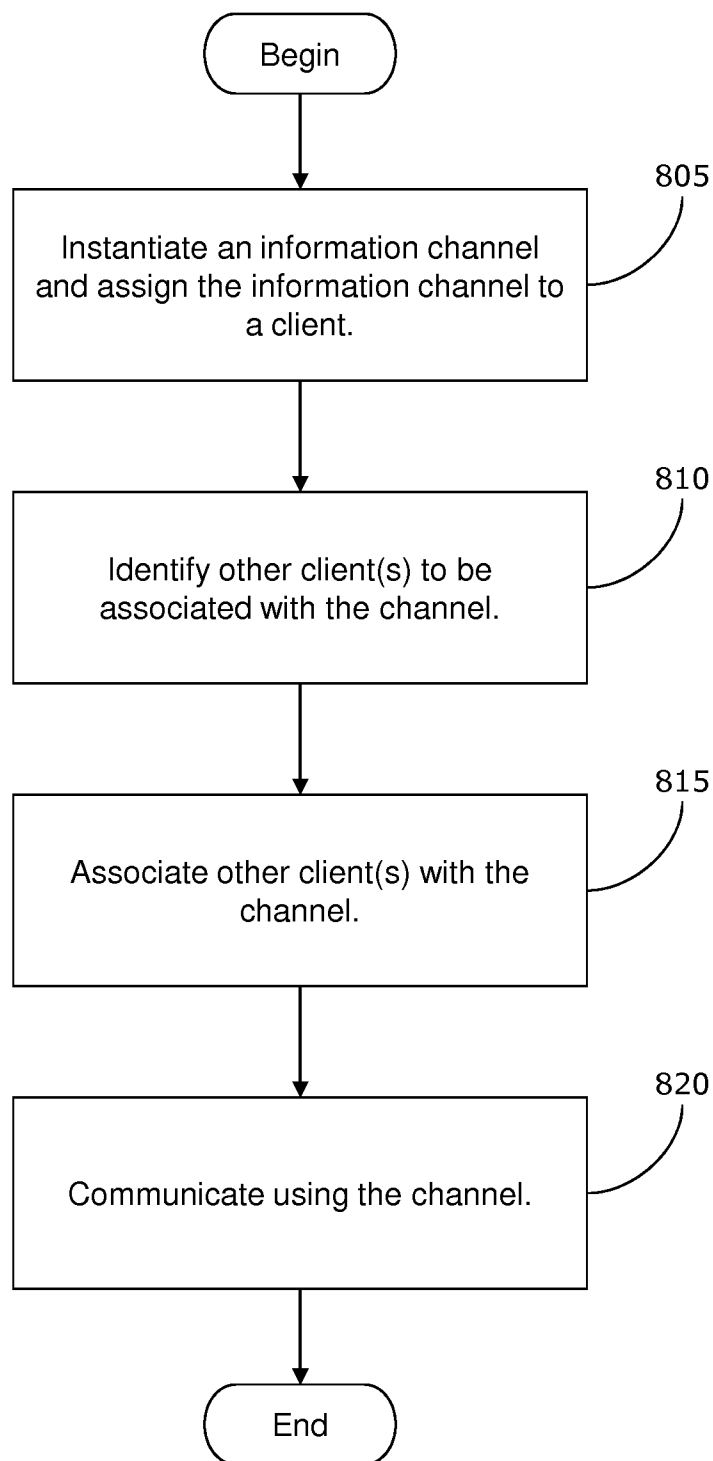 Begin
805
Instantiate an information channel
and assign the information channel to
a client.
810
Identify other client(s) to be
associated with the channel.
815
Associate other client(s) with the
channel.
820
Communicate using the channel.
End